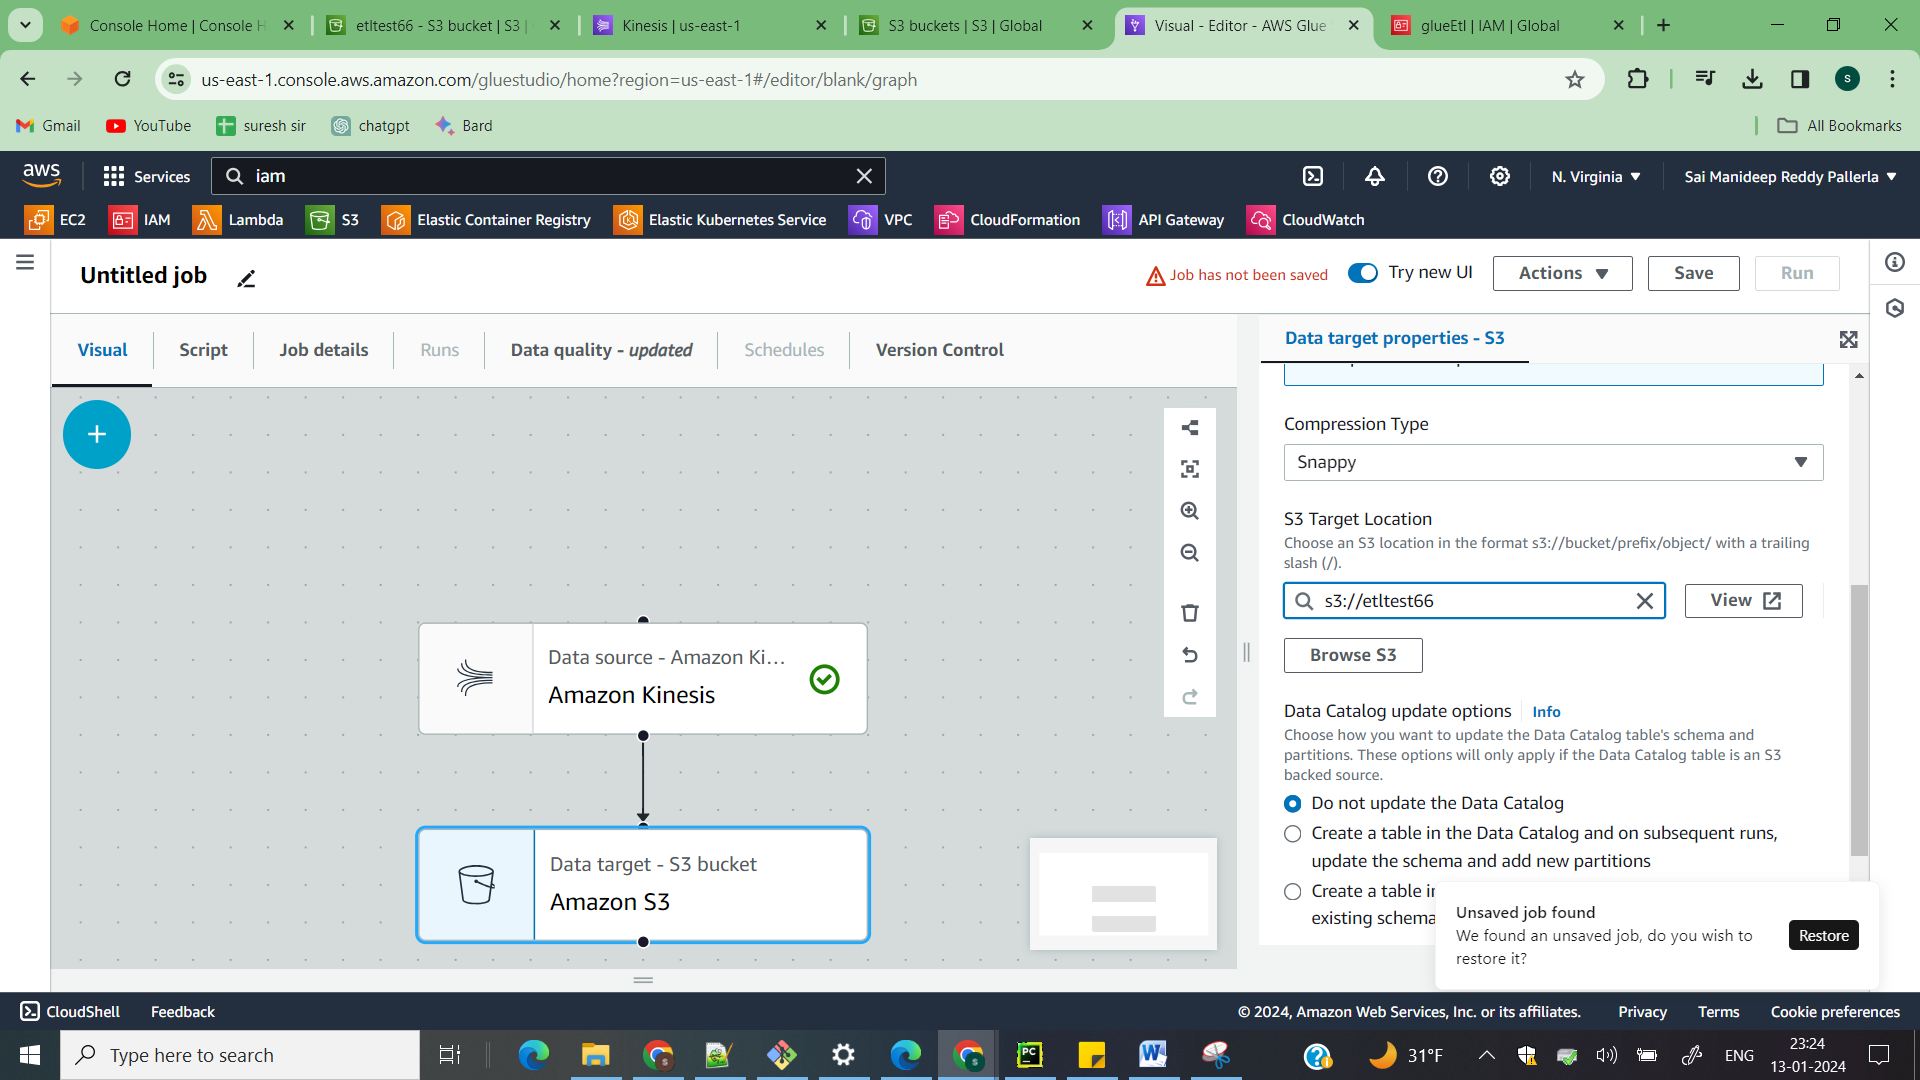 Console Home | Console H
etltest66 - S3 bucket | S3 |
Kinesis | us-east-1
S3 buckets | S3 | Global
Visual - Editor - AWS Glue
glueEtl | IAM | Global
us-east-1.console.aws.amazon.com/gluestudio/home?region=us-east-1#/editor/blank/graph
S
Gmail
YouTube
suresh sir
chatgpt
Bard
All Bookmarks
aws
Services
iam
N. Virginia
Sai Manideep Reddy Pallerla
EC2
IAM
Lambda
S3
Elastic Container Registry
Elastic Kubernetes Service
VPC
CloudFormation
API Gateway
CloudWatch
Untitled job
Job has not been saved
Try new UI
Actions
Save
Run
Visual
Script
Job details
Runs
Data quality - updated
Schedules
Version Control
Data target properties - S3
Compression Type
Snappy
S3 Target Location
Choose an S3 location in the format s3://bucket/prefix/object/ with a trailing
slash (/).
s3://etltest66
View
Browse S3
Data Catalog update options
Info
Choose how you want to update the Data Catalog table's schema and
partitions. These options will only apply if the Data Catalog table is an S3
backed source.
Do not update the Data Catalog
Create a table in the Data Catalog and on subsequent runs,
update the schema and add new partitions
Create a table in
existing schema
Data source - Amazon Ki...
Amazon Kinesis
Data target - S3 bucket
Amazon S3
Unsaved job found
We found an unsaved job, do you wish to
restore it?
Restore
CloudShell
Feedback
© 2024, Amazon Web Services, Inc. or its affiliates.
Privacy
Terms
Cookie preferences
Type here to search
PC
31°F
ENG
23:24
13-01-2024